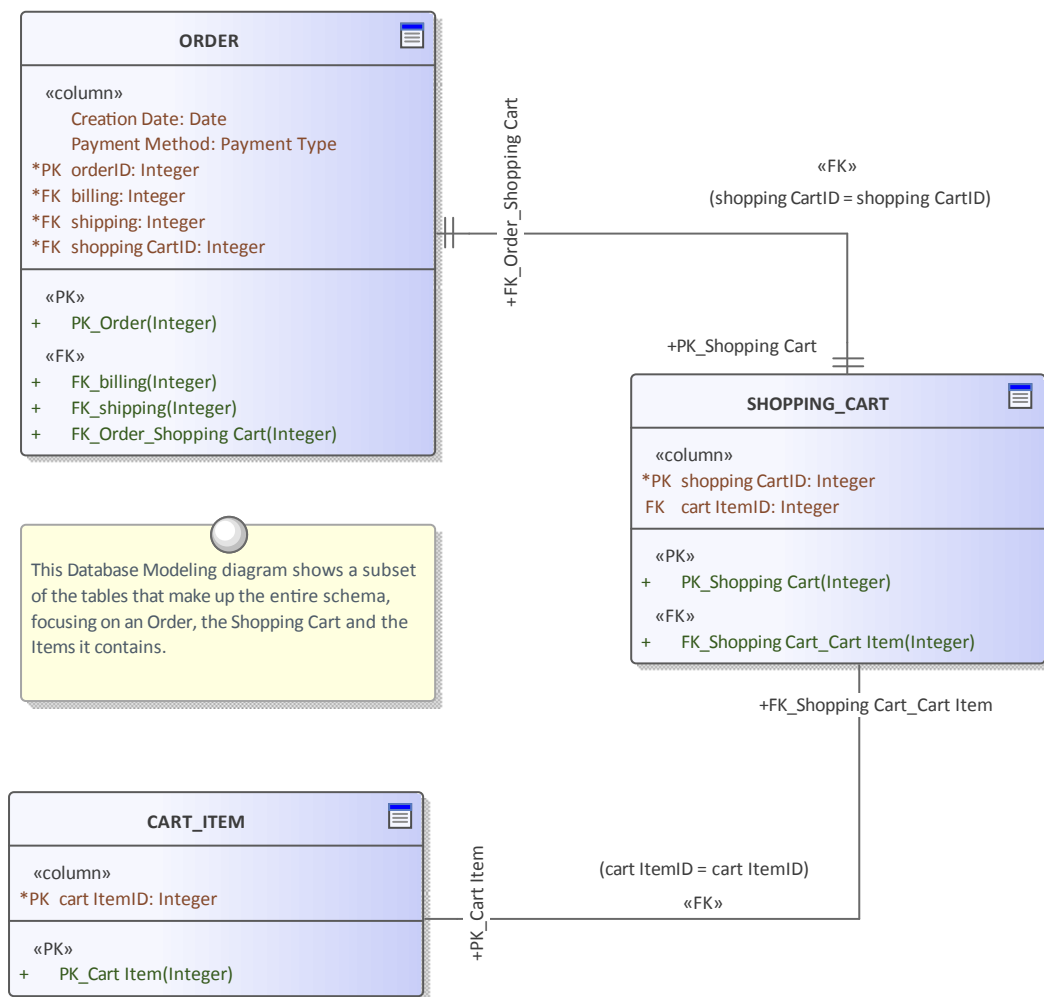 ORDER
«column»
Creation Date: Date
Payment Method: Payment Type
*PK orderID: Integer
*FK billing: Integer
*FK shipping: Integer
*FK shopping CartID: Integer
«PK»
+ PK_Order(Integer)
«FK»
+ FK_billing(Integer)
+ FK_shipping(Integer)
+ FK_Order_Shopping Cart(Integer)
+FK_Order_Shopping Cart
«FK»
(shopping CartID = shopping CartID)
+PK_Shopping Cart
SHOPPING_CART
«column»
*PK shopping CartID: Integer
FK cart ItemID: Integer
«PK»
+ PK_Shopping Cart(Integer)
«FK»
+ FK_Shopping Cart_Cart Item(Integer)
This Database Modeling diagram shows a subset
of the tables that make up the entire schema,
focusing on an Order, the Shopping Cart and the
Items it contains.
+FK_Shopping Cart_Cart Item
CART_ITEM
«column»
*PK cart ItemID: Integer
«PK»
+ PK_Cart Item(Integer)
+PK_Cart Item
(cart ItemID = cart ItemID)
«FK»